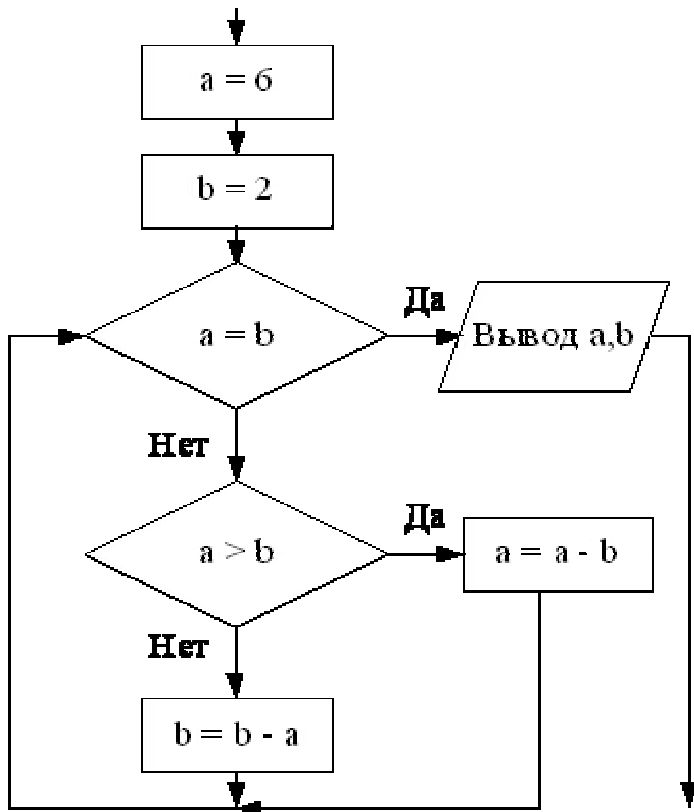 a = 6
b = 2
a = b
Да
Вывод a,b
Нет
a > b
Да
a = a - b
Нет
b = b - a